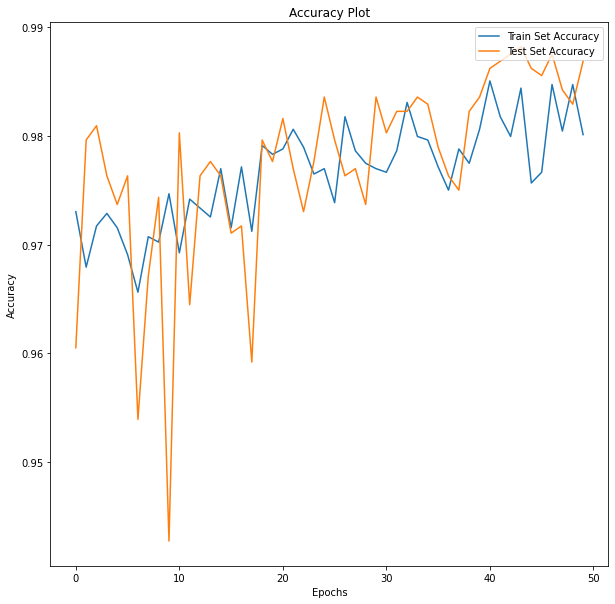 Accuracy Plot
Train Set Accuracy
Test Set Accuracy
0.99
0.98
0.97
0.96
0.95
Accuracy
0 10 20 30 40 50
Epochs